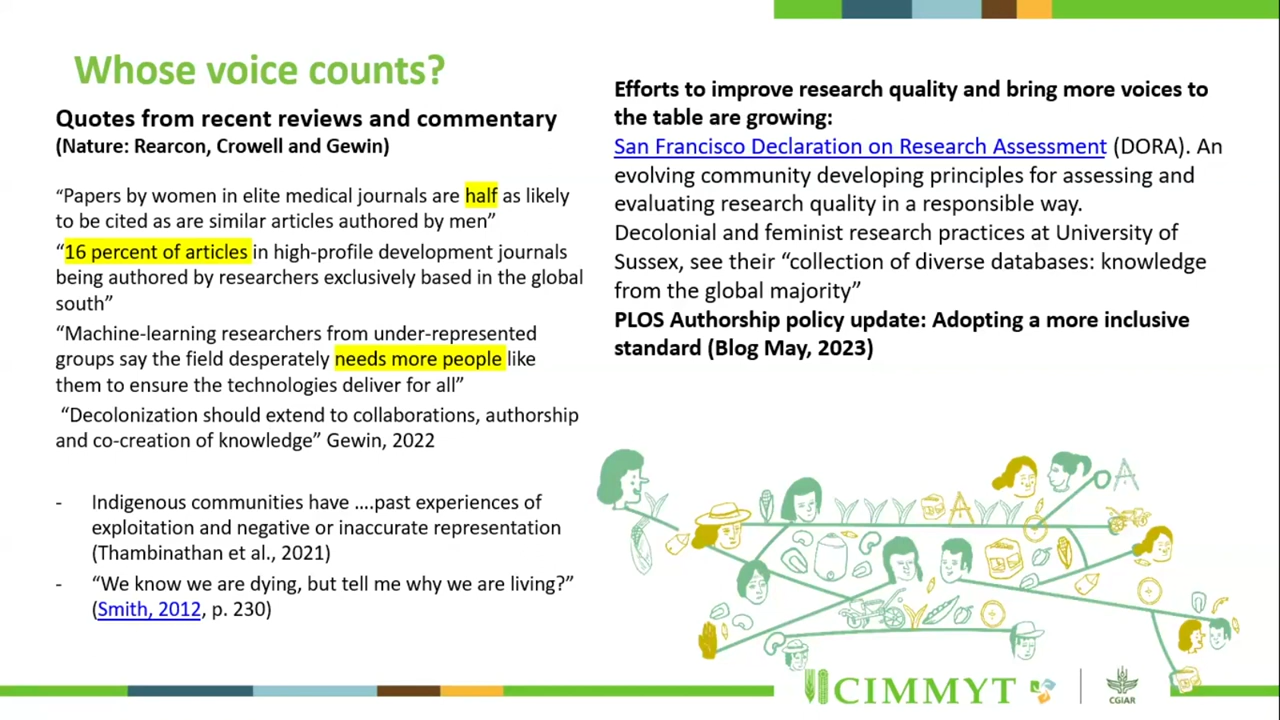 Whose voice counts?
Quotes from recent reviews and commentary
(Nature: Rearcon, Crowell and Gewin)
“Papers by women in elite medical journals are half as likely
to be cited as are similar articles authored by men”
“16 percent of articles in high-profile development journals
being authored by researchers exclusively based in the global
south”
“Machine-learning researchers from under-represented
groups say the field desperately needs more people like
them to ensure the technologies deliver for all”
“Decolonization should extend to collaborations, authorship
and co-creation of knowledge” Gewin, 2022
- Indigenous communities have ….past experiences of
exploitation and negative or inaccurate representation
(Thambinathan et al., 2021)
- “We know we are dying, but tell me why we are living?”
(Smith, 2012, p. 230)
Efforts to improve research quality and bring more voices to
the table are growing:
San Francisco Declaration on Research Assessment (DORA). An
evolving community developing principles for assessing and
evaluating research quality in a responsible way.
Decolonial and feminist research practices at University of
Sussex, see their “collection of diverse databases: knowledge
from the global majority”
PLOS Authorship policy update: Adopting a more inclusive
standard (Blog May, 2023)
CIMMYT
CGIAR